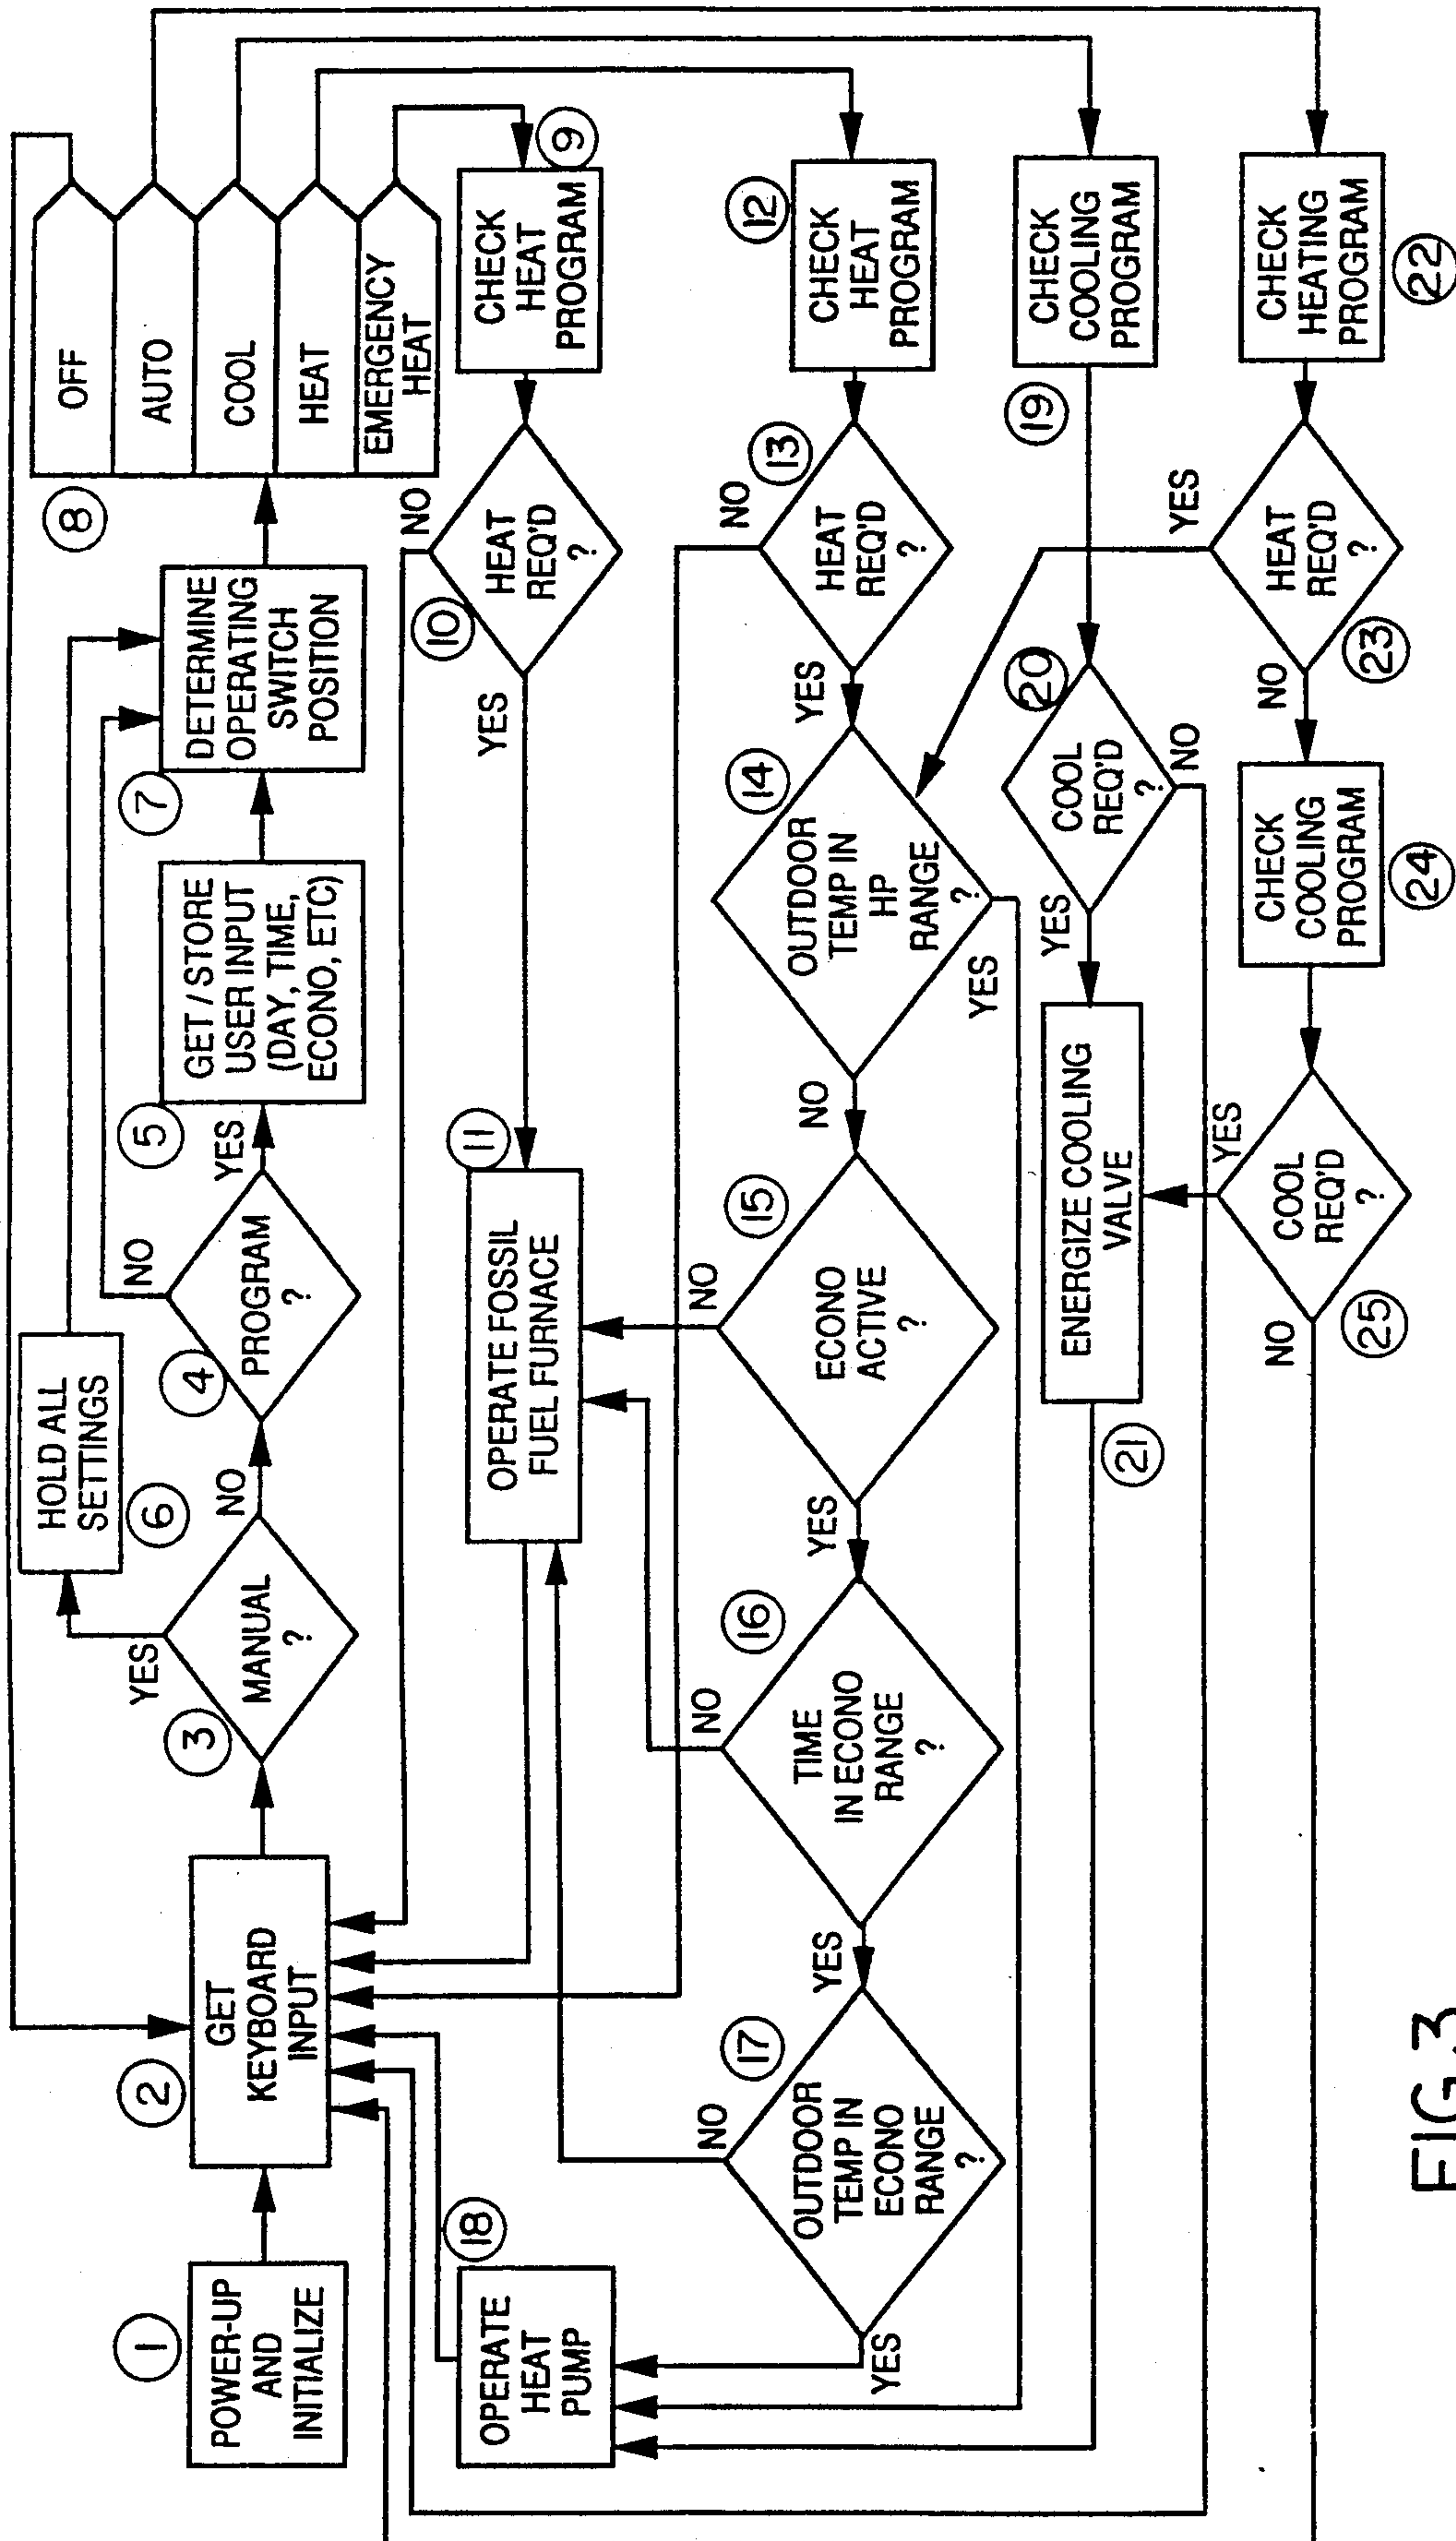 1
POWER-UP
AND
INITIALIZE
2
GET
KEYBOARD
INPUT
3
MANUAL
?
YES
NO
6
HOLD ALL
SETTINGS
4
PROGRAM
?
NO
YES
5
GET / STORE
USER INPUT
(DAY, TIME,
ECONO, ETC)
7
DETERMINE
OPERATING
SWITCH
POSITION
8
OFF
AUTO
COOL
HEAT
EMERGENCY
HEAT
9
CHECK
HEAT
PROGRAM
10
HEAT
REQ'D
?
NO
YES
11
OPERATE FOSSIL
FUEL FURNACE
12
CHECK
HEAT
PROGRAM
13
HEAT
REQ'D
?
NO
YES
14
OUTDOOR
TEMP IN
HP
RANGE
?
YES
NO
15
ECONO
ACTIVE
?
NO
YES
16
TIME
IN ECONO
RANGE
?
NO
YES
17
OUTDOOR
TEMP IN
ECONO
RANGE
?
NO
YES
18
OPERATE
HEAT
PUMP
19
CHECK
COOLING
PROGRAM
20
COOL
REQ'D
?
NO
YES
21
ENERGIZE COOLING
VALVE
22
CHECK
HEATING
PROGRAM
23
HEAT
REQ'D
?
YES
NO
24
CHECK
COOLING
PROGRAM
25
COOL
REQ'D
?
YES
NO
FIG.3